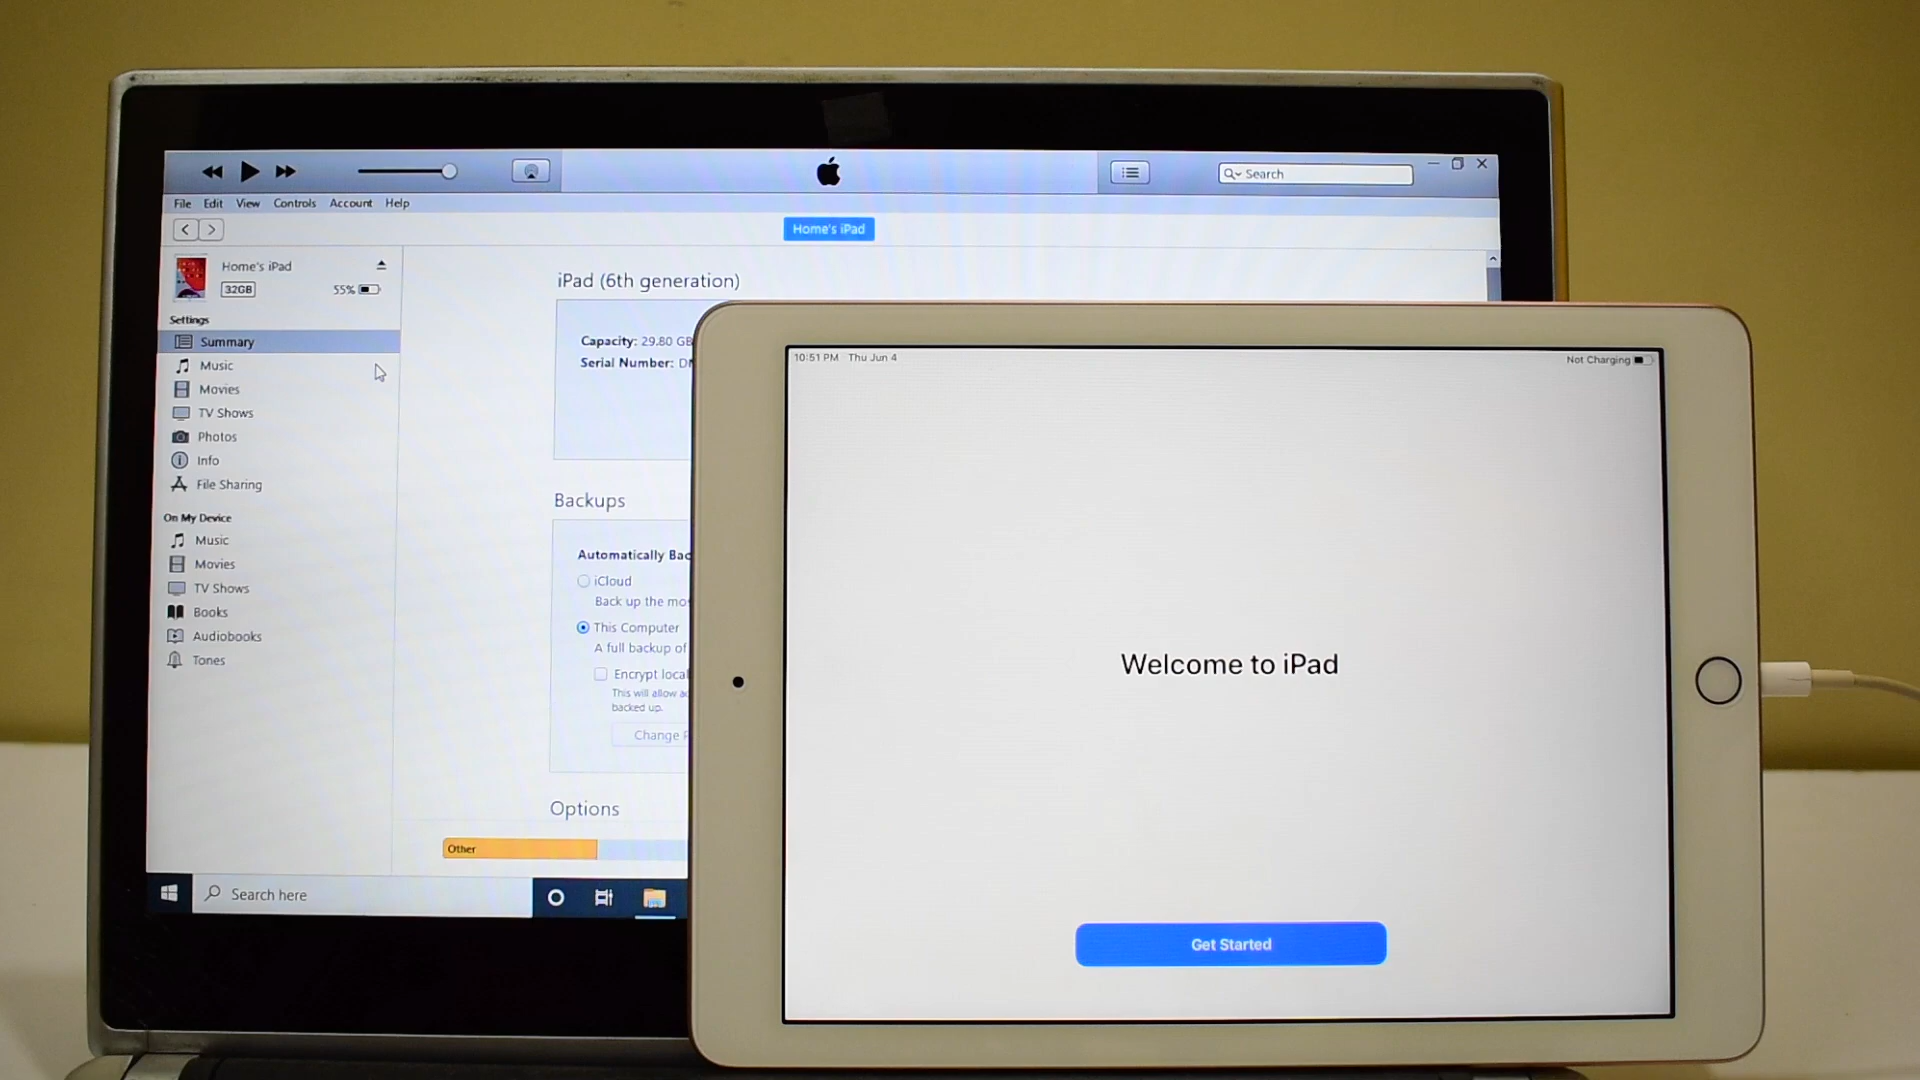 Search
File Edit View Controls Account Help
Home's iPad
Home's iPad
32GB 55%
Settings
Summary
Music
Movies
TV Shows
Photos
Info
File Sharing
On My Device
Music
Movies
TV Shows
Books
Audiobooks
Tones
iPad (6th generation)
Capacity: 29.80 GB
Serial Number:
Backups
Automatically
iCloud
Back up the
This Computer
A full backup of
Encrypt
This will allow
backed up.
Change
Options
Other
Search here
10:51 PM Thu Jun 4
Not Charging
Welcome to iPad
Get Started